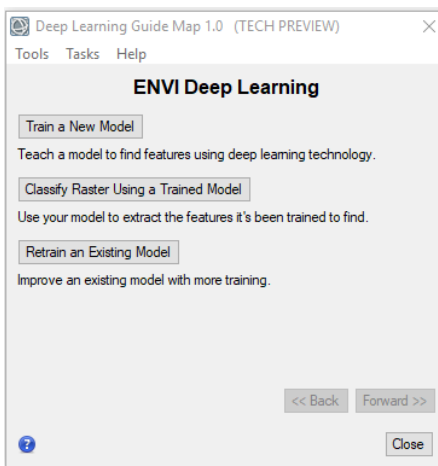 Deep Learning Guide Map 1.0 (TECH PREVIEW)
Tools Tasks Help
ENVI Deep Learning
Train a New Model
Teach a model to find features using deep learning technology.
Classify Raster Using a Trained Model
Use your model to extract the features it's been trained to find.
Retrain an Existing Model
Improve an existing model with more training.
<< Back Forward >>
? Close